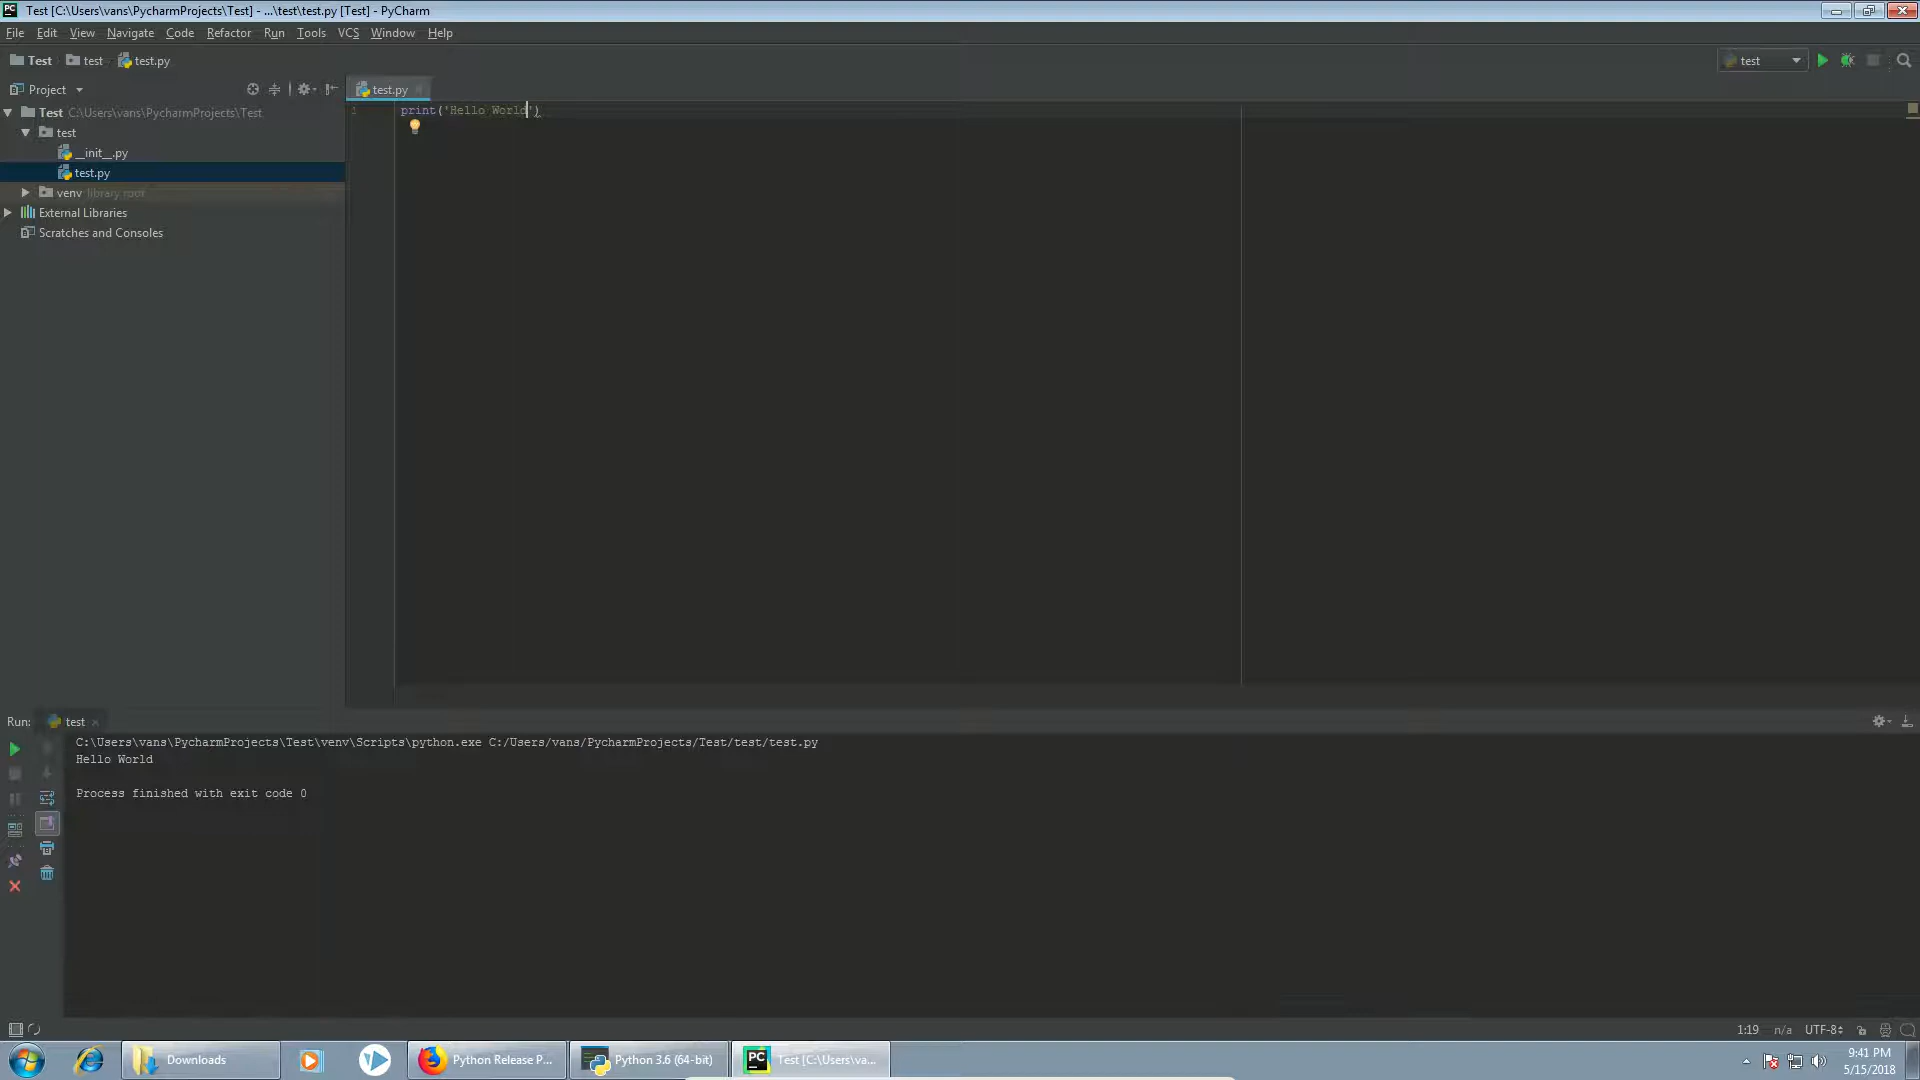 Test [C:\Users\vans\PycharmProjects\Test] - ...\test\test.py [Test] - PyCharm
File Edit View Navigate Code Refactor Run Tools VCS Window Help
Test test test.py test
Project test.py
1 print('Hello World')
Test C:\Users\vans\PycharmProjects\Test
test
__init__.py
test.py
venv library root
External Libraries
Scratches and Consoles
Run: test
C:\Users\vans\PycharmProjects\Test\venv\Scripts\python.exe C:/Users/vans/PycharmProjects/Test/test/test.py
Hello World
Process finished with exit code 0
1:19 n/a UTF-8
Downloads Python Release P... Python 3.6 (64-bit) PC Test [C:\Users\va...
9:41 PM
5/15/2018